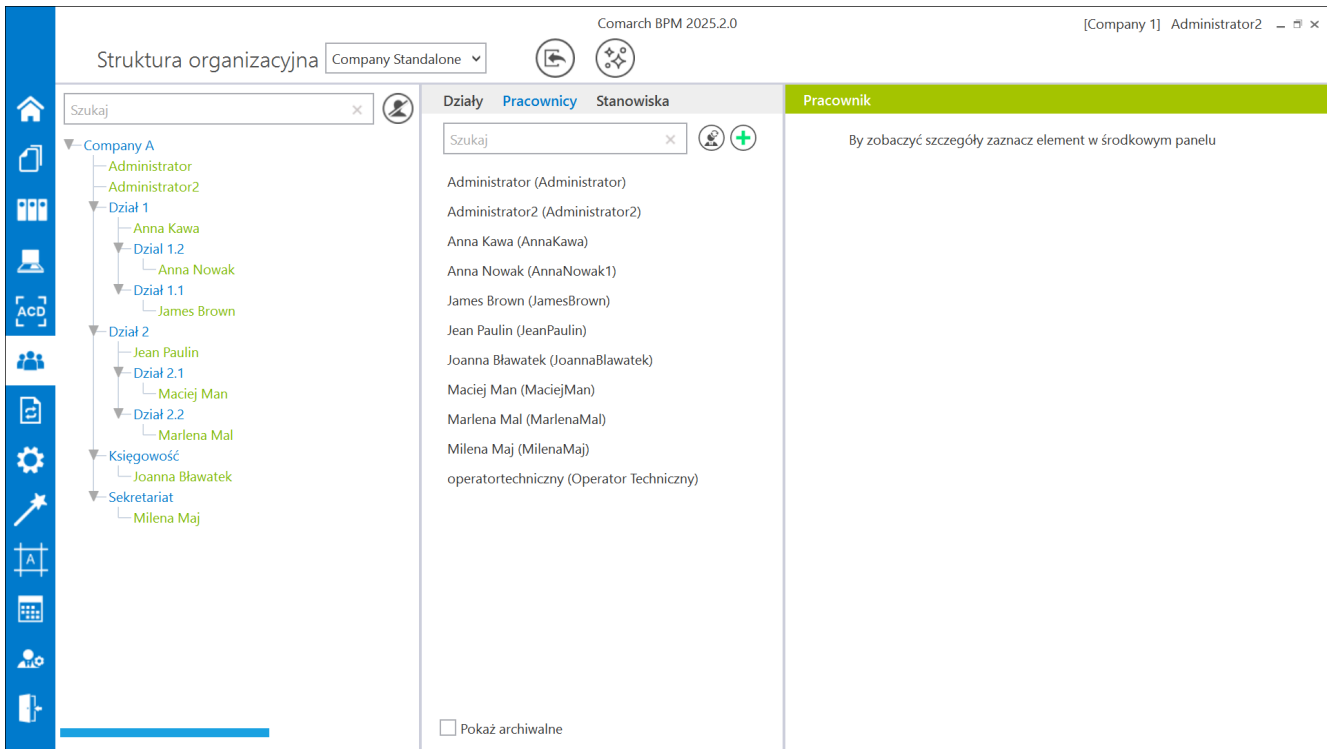 Comarch BPM 2025.2.0
[Company 1] Administrator2
Struktura organizacyjna
Company Standalone
Szukaj
Company A
Administrator
Administrator2
Dział 1
Anna Kawa
Dzial 1.2
Anna Nowak
Dział 1.1
James Brown
Dział 2
Jean Paulin
Dział 2.1
Maciej Man
Dział 2.2
Marlena Mal
Księgowość
Joanna Bławatek
Sekretariat
Milena Maj
ACD
A
Działy Pracownicy Stanowiska
Szukaj
Administrator (Administrator)
Administrator2 (Administrator2)
Anna Kawa (AnnaKawa)
Anna Nowak (AnnaNowak1)
James Brown (JamesBrown)
Jean Paulin (JeanPaulin)
Joanna Bławatek (JoannaBlawatek)
Maciej Man (MaciejMan)
Marlena Mal (MarlenaMal)
Milena Maj (MilenaMaj)
operatortechniczny (Operator Techniczny)
Pokaż archiwalne
Pracownik
By zobaczyć szczegóły zaznacz element w środkowym panelu